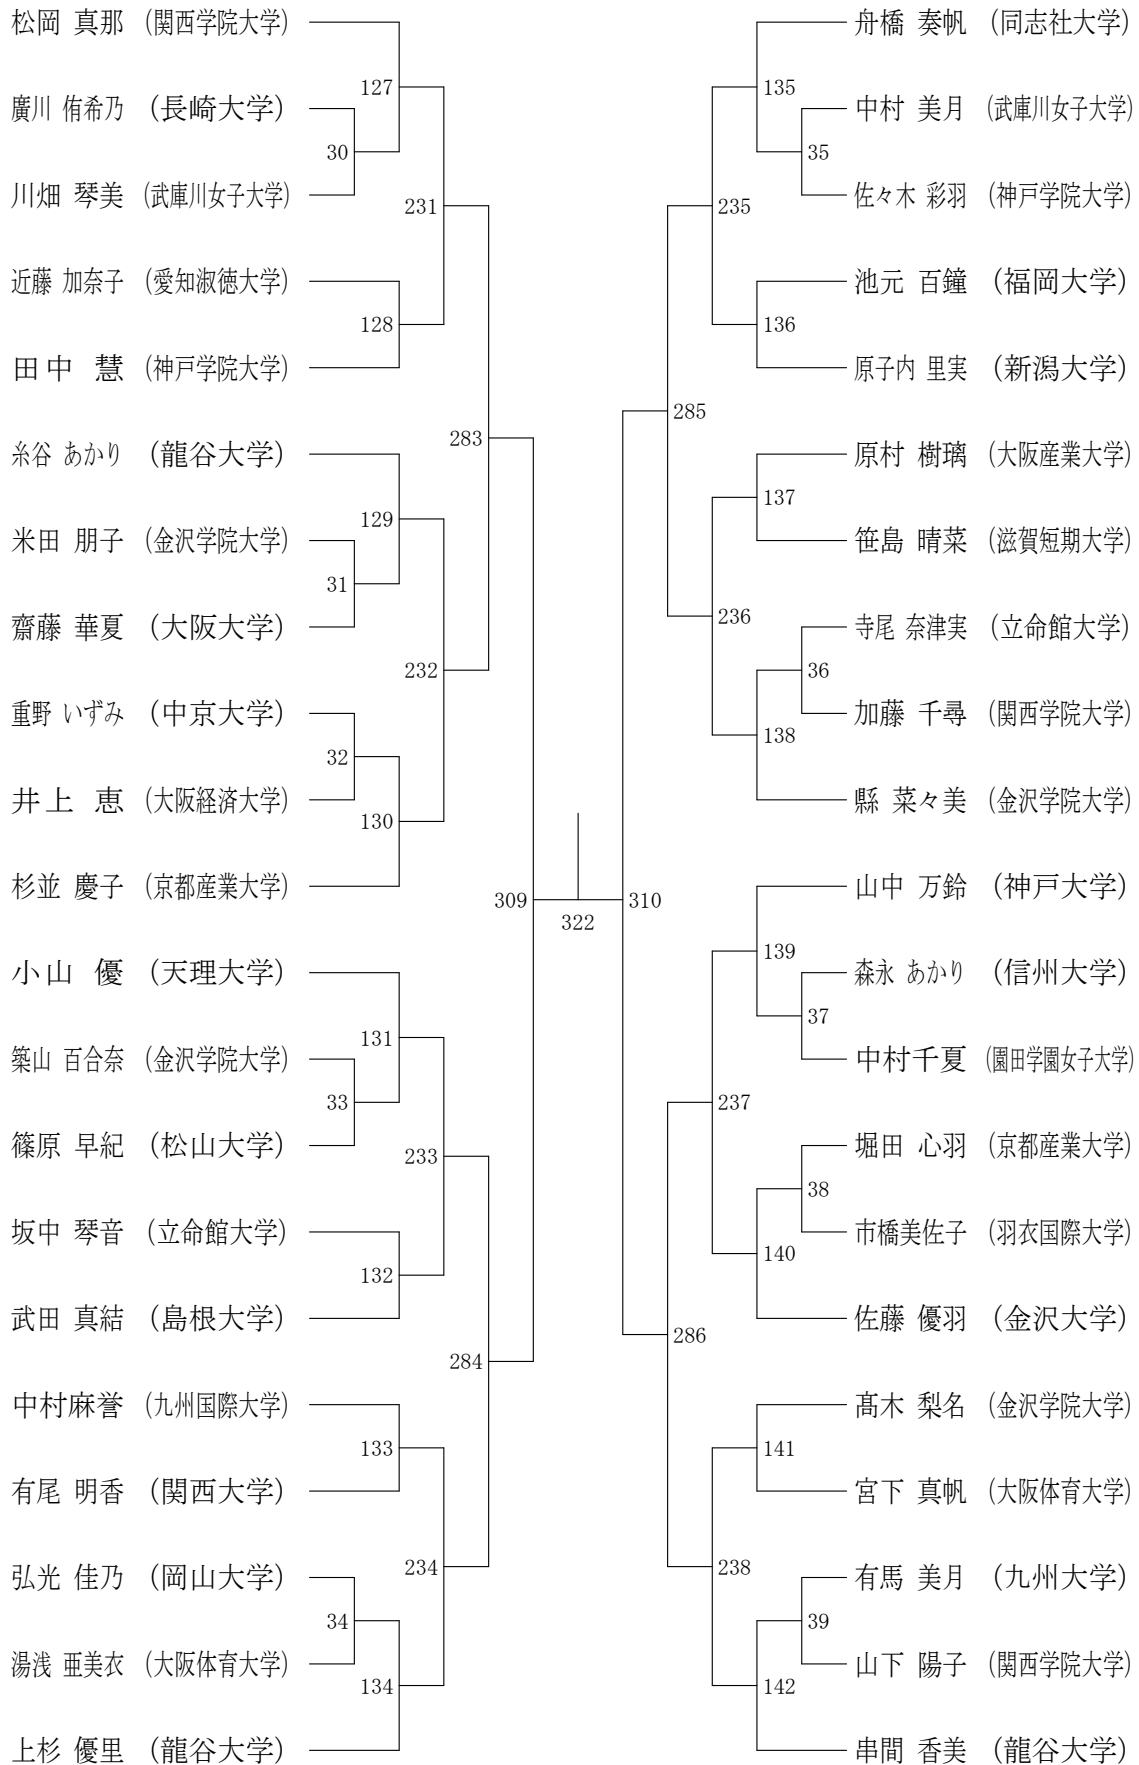 松岡 真那 (関西学院大学)
127
廣川 侑希乃 (長崎大学)
30
川畑 琴美 (武庫川女子大学)
231
近藤 加奈子 (愛知淑徳大学)
128
田中 慧 (神戸学院大学)
283
糸谷 あかり (龍谷大学)
129
米田 朋子 (金沢学院大学)
31
齋藤 華夏 (大阪大学)
232
重野 いずみ (中京大学)
32
井上 恵 (大阪経済大学)
130
杉並 慶子 (京都産業大学)
309
小山 優 (天理大学)
131
築山 百合奈 (金沢学院大学)
33
篠原 早紀 (松山大学)
233
坂中 琴音 (立命館大学)
132
武田 真結 (島根大学)
284
中村麻誉 (九州国際大学)
133
有尾 明香 (関西大学)
234
弘光 佳乃 (岡山大学)
34
湯浅 亜美衣 (大阪体育大学)
134
上杉 優里 (龍谷大学)
322
舟橋 奏帆 (同志社大学)
135
中村 美月 (武庫川女子大学)
35
佐々木 彩羽 (神戸学院大学)
235
池元 百鐘 (福岡大学)
136
原子内 里実 (新潟大学)
285
原村 樹璃 (大阪産業大学)
137
笹島 晴菜 (滋賀短期大学)
236
寺尾 奈津実 (立命館大学)
36
加藤 千尋 (関西学院大学)
138
縣 菜々美 (金沢学院大学)
310
山中 万鈴 (神戸大学)
139
森永 あかり (信州大学)
37
中村千夏 (園田学園女子大学)
237
堀田 心羽 (京都産業大学)
38
市橋美佐子 (羽衣国際大学)
140
佐藤 優羽 (金沢大学)
286
髙木 梨名 (金沢学院大学)
141
宮下 真帆 (大阪体育大学)
238
有馬 美月 (九州大学)
39
山下 陽子 (関西学院大学)
142
串間 香美 (龍谷大学)